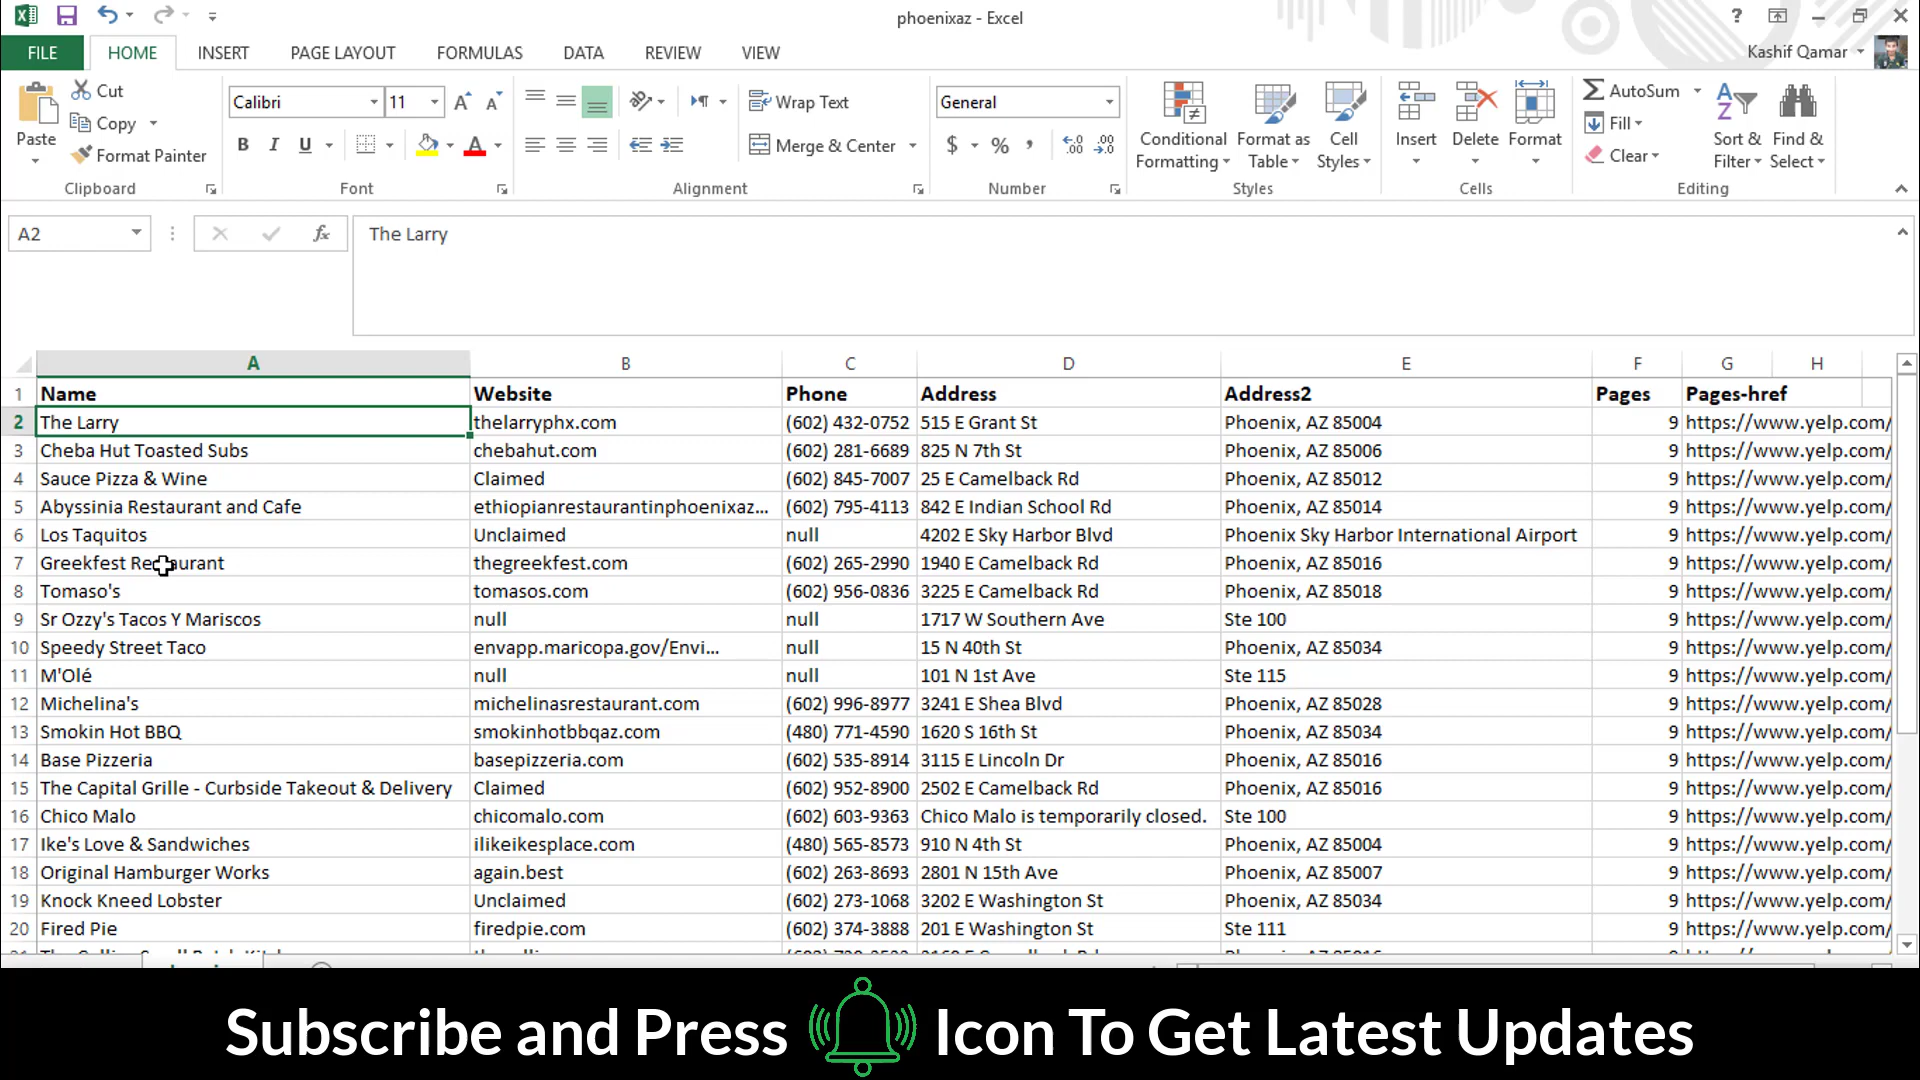 phoenixaz - Excel
?
FILE HOME INSERT PAGE LAYOUT FORMULAS DATA REVIEW VIEW Kashif Qamar
Paste
Cut
Copy
Format Painter
Clipboard
Calibri 11
B I U
Font
Wrap Text
Merge & Center
Alignment
General
$ % ,
Number
Conditional Formatting
Format as Table
Cell Styles
Styles
Insert Delete Format
Cells
AutoSum
Fill
Clear
Sort & Filter
Find & Select
Editing
A2 fx The Larry
A B C D E F G H
1 Name Website Phone Address Address2 Pages Pages-href
2 The Larry thelarryphx.com (602) 432-0752 515 E Grant St Phoenix, AZ 85004 9 https://www.yelp.com/
3 Cheba Hut Toasted Subs chebahut.com (602) 281-6689 825 N 7th St Phoenix, AZ 85006 9 https://www.yelp.com/
4 Sauce Pizza & Wine Claimed (602) 845-7007 25 E Camelback Rd Phoenix, AZ 85012 9 https://www.yelp.com/
5 Abyssinia Restaurant and Cafe ethiopianrestaurantinphoenixaz... (602) 795-4113 842 E Indian School Rd Phoenix, AZ 85014 9 https://www.yelp.com/
6 Los Taquitos Unclaimed null 4202 E Sky Harbor Blvd Phoenix Sky Harbor International Airport 9 https://www.yelp.com/
7 Greekfest Restaurant thegreekfest.com (602) 265-2990 1940 E Camelback Rd Phoenix, AZ 85016 9 https://www.yelp.com/
8 Tomaso's tomasos.com (602) 956-0836 3225 E Camelback Rd Phoenix, AZ 85018 9 https://www.yelp.com/
9 Sr Ozzy's Tacos Y Mariscos null null 1717 W Southern Ave Ste 100 9 https://www.yelp.com/
10 Speedy Street Taco envapp.maricopa.gov/Envi... null 15 N 40th St Phoenix, AZ 85034 9 https://www.yelp.com/
11 M'Olé null null 101 N 1st Ave Ste 115 9 https://www.yelp.com/
12 Michelina's michelinasrestaurant.com (602) 996-8977 3241 E Shea Blvd Phoenix, AZ 85028 9 https://www.yelp.com/
13 Smokin Hot BBQ smokinhotbbqaz.com (480) 771-4590 1620 S 16th St Phoenix, AZ 85034 9 https://www.yelp.com/
14 Base Pizzeria basepizzeria.com (602) 535-8914 3115 E Lincoln Dr Phoenix, AZ 85016 9 https://www.yelp.com/
15 The Capital Grille - Curbside Takeout & Delivery Claimed (602) 952-8900 2502 E Camelback Rd Phoenix, AZ 85016 9 https://www.yelp.com/
16 Chico Malo chicomalo.com (602) 603-9363 Chico Malo is temporarily closed. Ste 100 9 https://www.yelp.com/
17 Ike's Love & Sandwiches ilikeikesplace.com (480) 565-8573 910 N 4th St Phoenix, AZ 85004 9 https://www.yelp.com/
18 Original Hamburger Works again.best (602) 263-8693 2801 N 15th Ave Phoenix, AZ 85007 9 https://www.yelp.com/
19 Knock Kneed Lobster Unclaimed (602) 273-1068 3202 E Washington St Phoenix, AZ 85034 9 https://www.yelp.com/
20 Fired Pie firedpie.com (602) 374-3888 201 E Washington St Ste 111 9 https://www.yelp.com/
Subscribe and Press Icon To Get Latest Updates